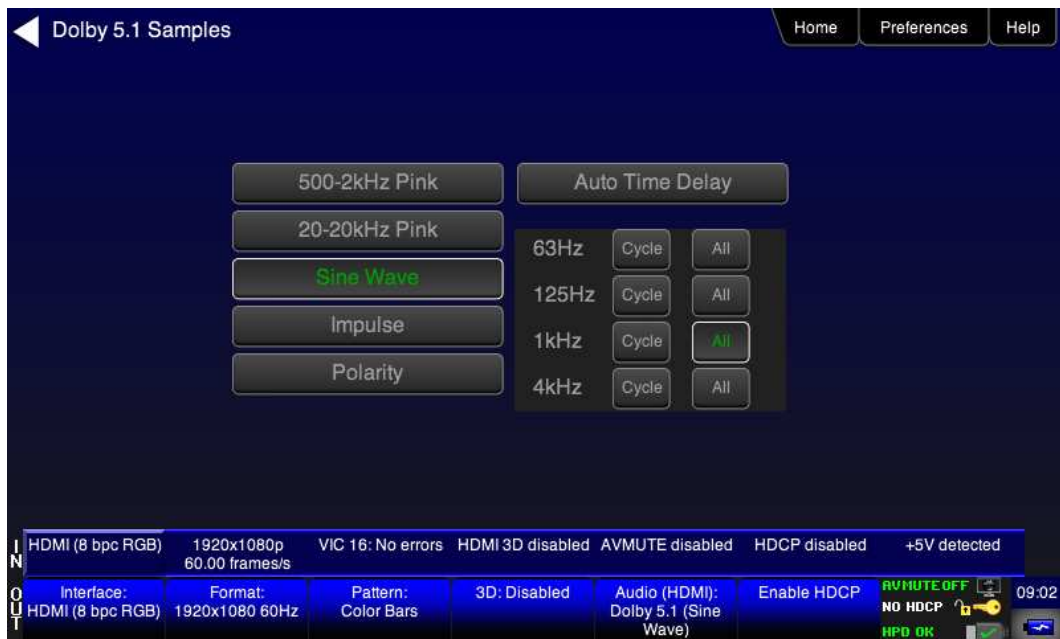 Dolby 5.1 Samples
Home
Preferences
Help
500-2kHz Pink
Auto Time Delay
20-20kHz Pink
Sine Wave
Impulse
Polarity
63Hz Cycle All
125Hz Cycle All
1kHz Cycle All
4kHz Cycle All
IN
HDMI (8 bpc RGB)
1920x1080p
60.00 frames/s
VIC 16: No errors
HDMI 3D disabled
AVMUTE disabled
HDCP disabled
+5V detected
OUT
Interface:
HDMI (8 bpc RGB)
Format:
1920x1080 60Hz
Pattern:
Color Bars
3D: Disabled
Audio (HDMI):
Dolby 5.1 (Sine
Wave)
Enable HDCP
AVMUTE OFF
NO HDCP
HPD OK
09:02